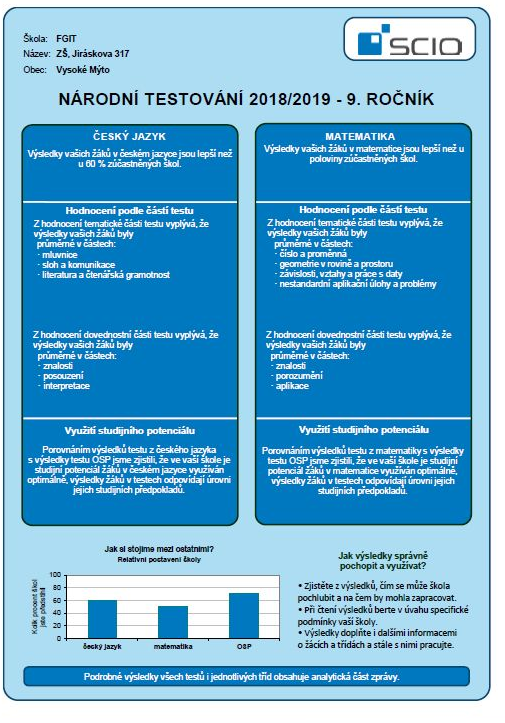 Škola: FGIT
Název: ZŠ, Jiráskova 317
Obec: Vysoké Mýto
SCIO
NÁRODNÍ TESTOVÁNÍ 2018/2019 - 9. ROČNÍK
ČESKÝ JAZYK
Výsledky vašich žáků v českém jazyce jsou lepší než
u 60 % zúčastněných škol.
Hodnocení podle částí testu
Z hodnocení tematické části testu vyplývá, že
výsledky vašich žáků byly
průměrné v částech:
· mluvnice
· sloh a komunikace
· literatura a čtenářská gramotnost
Z hodnocení dovednostní části testu vyplývá, že
výsledky vašich žáků byly
průměrné v částech:
· znalosti
· posouzení
· interpretace
Využití studijního potenciálu
Porovnáním výsledků testu z českého jazyka
s výsledky testu OSP jsme zjistili, že ve vaší škole je
studijní potenciál žáků v českém jazyce využíván
optimálně, výsledky žáků v testech odpovídají úrovni
jejich studijních předpokladů.
MATEMATIKA
Výsledky vašich žáků v matematice jsou lepší než u
poloviny zúčastněných škol.
Hodnocení podle částí testu
Z hodnocení tematické části testu vyplývá, že
výsledky vašich žáků byly
průměrné v částech:
· číslo a proměnná
· geometrie v rovině a prostoru
· závislosti, vztahy a práce s daty
· nestandardní aplikační úlohy a problémy
Z hodnocení dovednostní části testu vyplývá, že
výsledky vašich žáků byly
průměrné v částech:
· znalosti
· porozumění
· aplikace
Využití studijního potenciálu
Porovnáním výsledků testu z matematiky s výsledky
testu OSP jsme zjistili, že ve vaší škole je studijní
potenciál žáků v matematice využíván optimálně,
výsledky žáků v testech odpovídají úrovni jejich
studijních předpokladů.
Jak si stojíme mezi ostatními?
Relativní postavení školy
Kolik procent škol
jste předstihli
100
80
60
40
20
0
český jazyk
matematika
OSP
Jak výsledky správně
pochopit a využívat?
• Zjistěte z výsledků, čím se může škola
pochlubit a na čem by mohla zapracovat.
• Při čtení výsledků berte v úvahu specifické
podmínky vaší školy.
• Výsledky doplňte i dalšími informacemi
o žácích a třídách a stále s nimi pracujte.
Podrobné výsledky všech testů i jednotlivých tříd obsahuje analytická část zprávy.